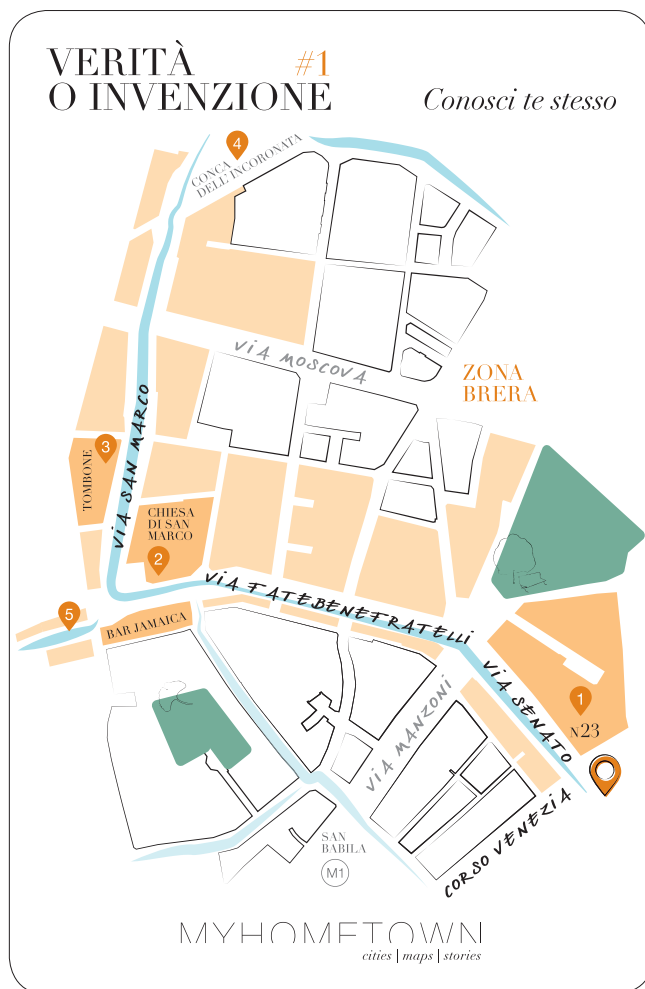 VERITÀ #1
O INVENZIONE
Conosci te stesso
4
CONCA
DELL'INCORONATA
VIA MOSCOVA
ZONA
BRERA
VIA SAN MARCO
3
TOMBONE
CHIESA
DI SAN
MARCO
2
VIA FATEBENEFRATELLI
5
BAR JAMAICA
VIA SENATO
1
N23
VIA MANZONI
CORSO VENEZIA
SAN
BABILA
M1
MYHOMETOWN
cities | maps | stories